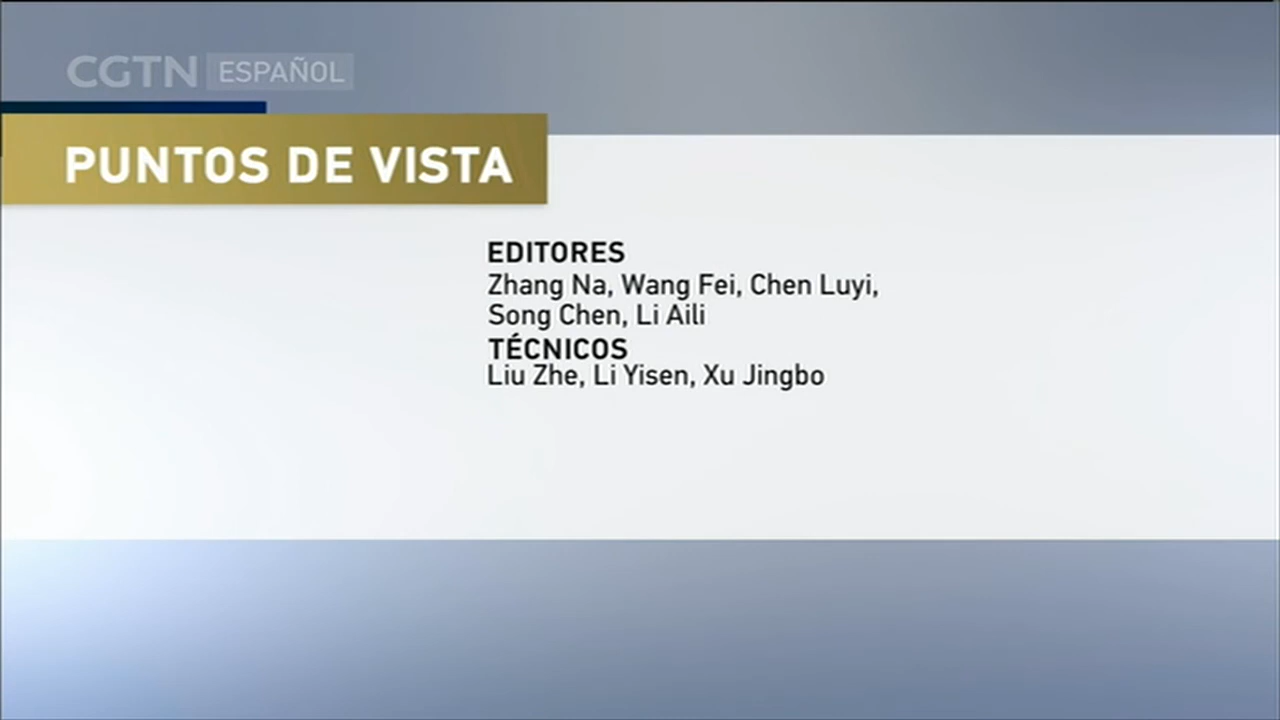 CGTN ESPAÑOL
PUNTOS DE VISTA
EDITORES
Zhang Na, Wang Fei, Chen Luyi,
Song Chen, Li Aili
TÉCNICOS
Liu Zhe, Li Yisen, Xu Jingbo